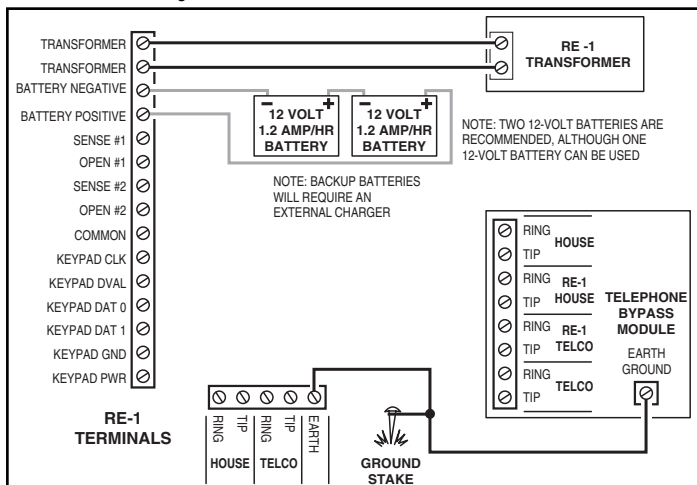 TRANSFORMER
TRANSFORMER
BATTERY NEGATIVE
BATTERY POSITIVE
SENSE #1
OPEN #1
SENSE #2
OPEN #2
COMMON
KEYPAD CLK
KEYPAD DVAL
KEYPAD DAT 0
KEYPAD DAT 1
KEYPAD GND
KEYPAD PWR
RE-1
TERMINALS
RE -1
TRANSFORMER
– +
12 VOLT
1.2 AMP/HR
BATTERY
– +
12 VOLT
1.2 AMP/HR
BATTERY
NOTE: TWO 12-VOLT BATTERIES ARE
RECOMMENDED, ALTHOUGH ONE
12-VOLT BATTERY CAN BE USED
NOTE: BACKUP BATTERIES
WILL REQUIRE AN
EXTERNAL CHARGER
RING
TIP
HOUSE
RING
TIP
RE-1
HOUSE
RING
TIP
RE-1
TELCO
RING
TIP
TELCO
TELEPHONE
BYPASS
MODULE
EARTH
GROUND
RING
TIP
RING
TIP
EARTH
HOUSE
TELCO
GROUND
STAKE